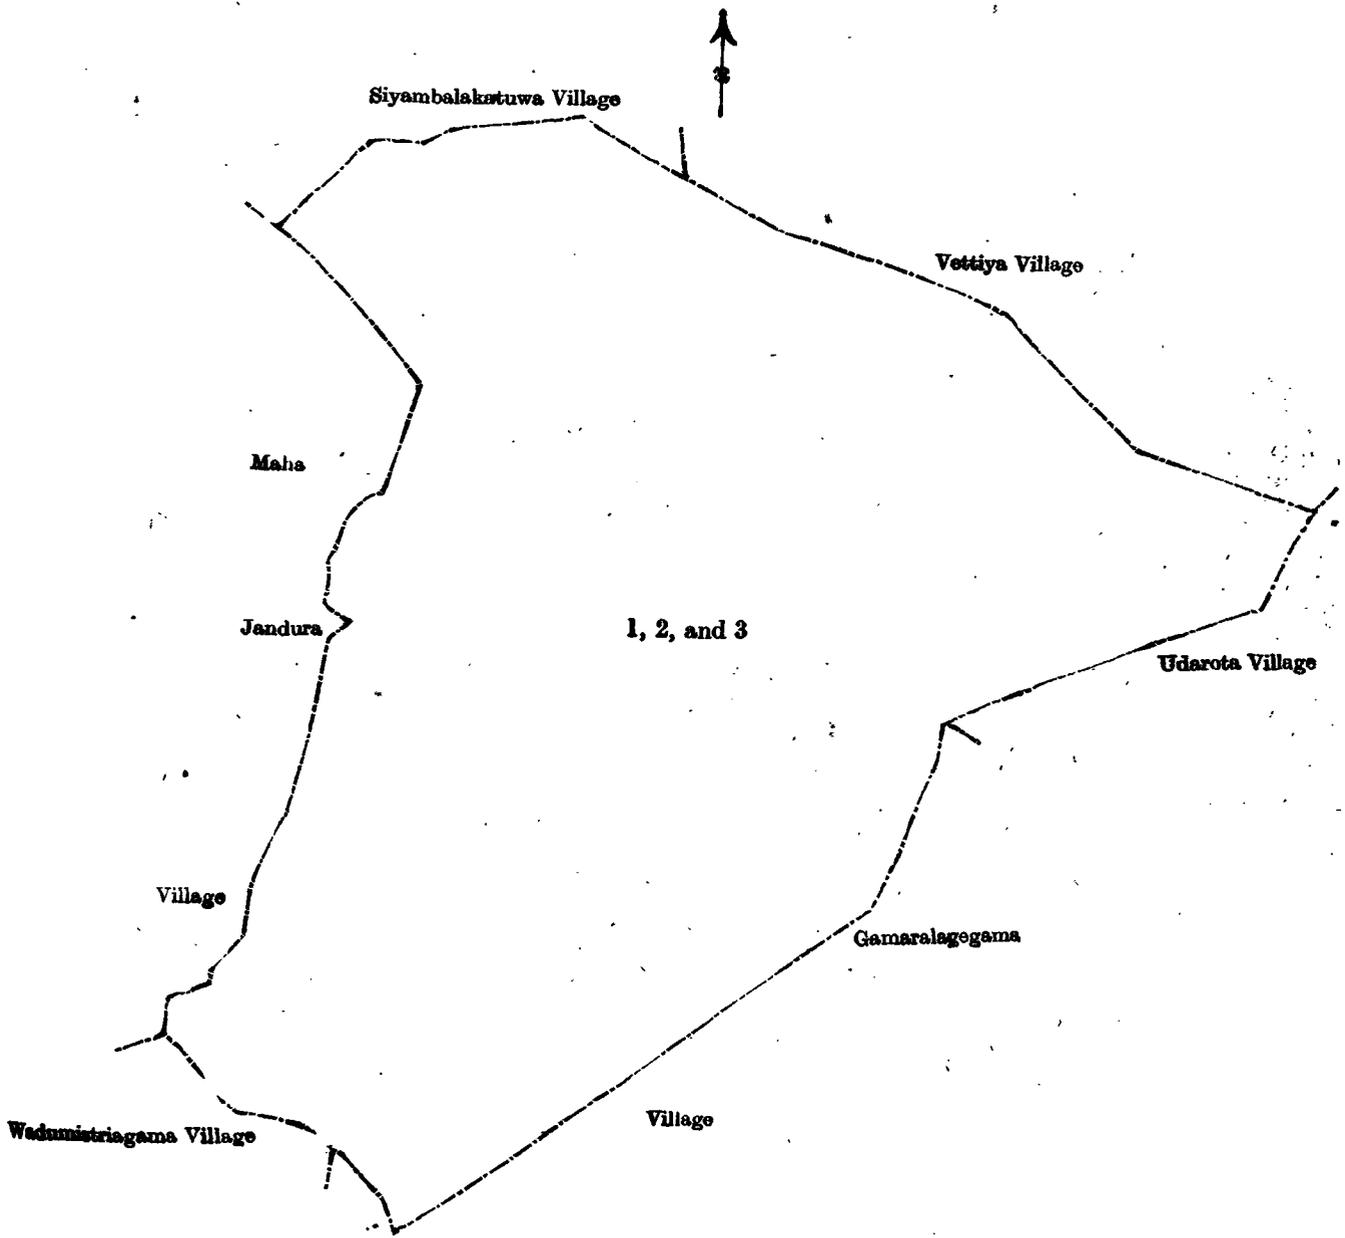 Siyambalakatuwa Village
Vettiya Village
Maha
Jandura
1, 2, and 3
Udarota Village
Village
Gamaralagegama
Village
Wadumistriagama Village